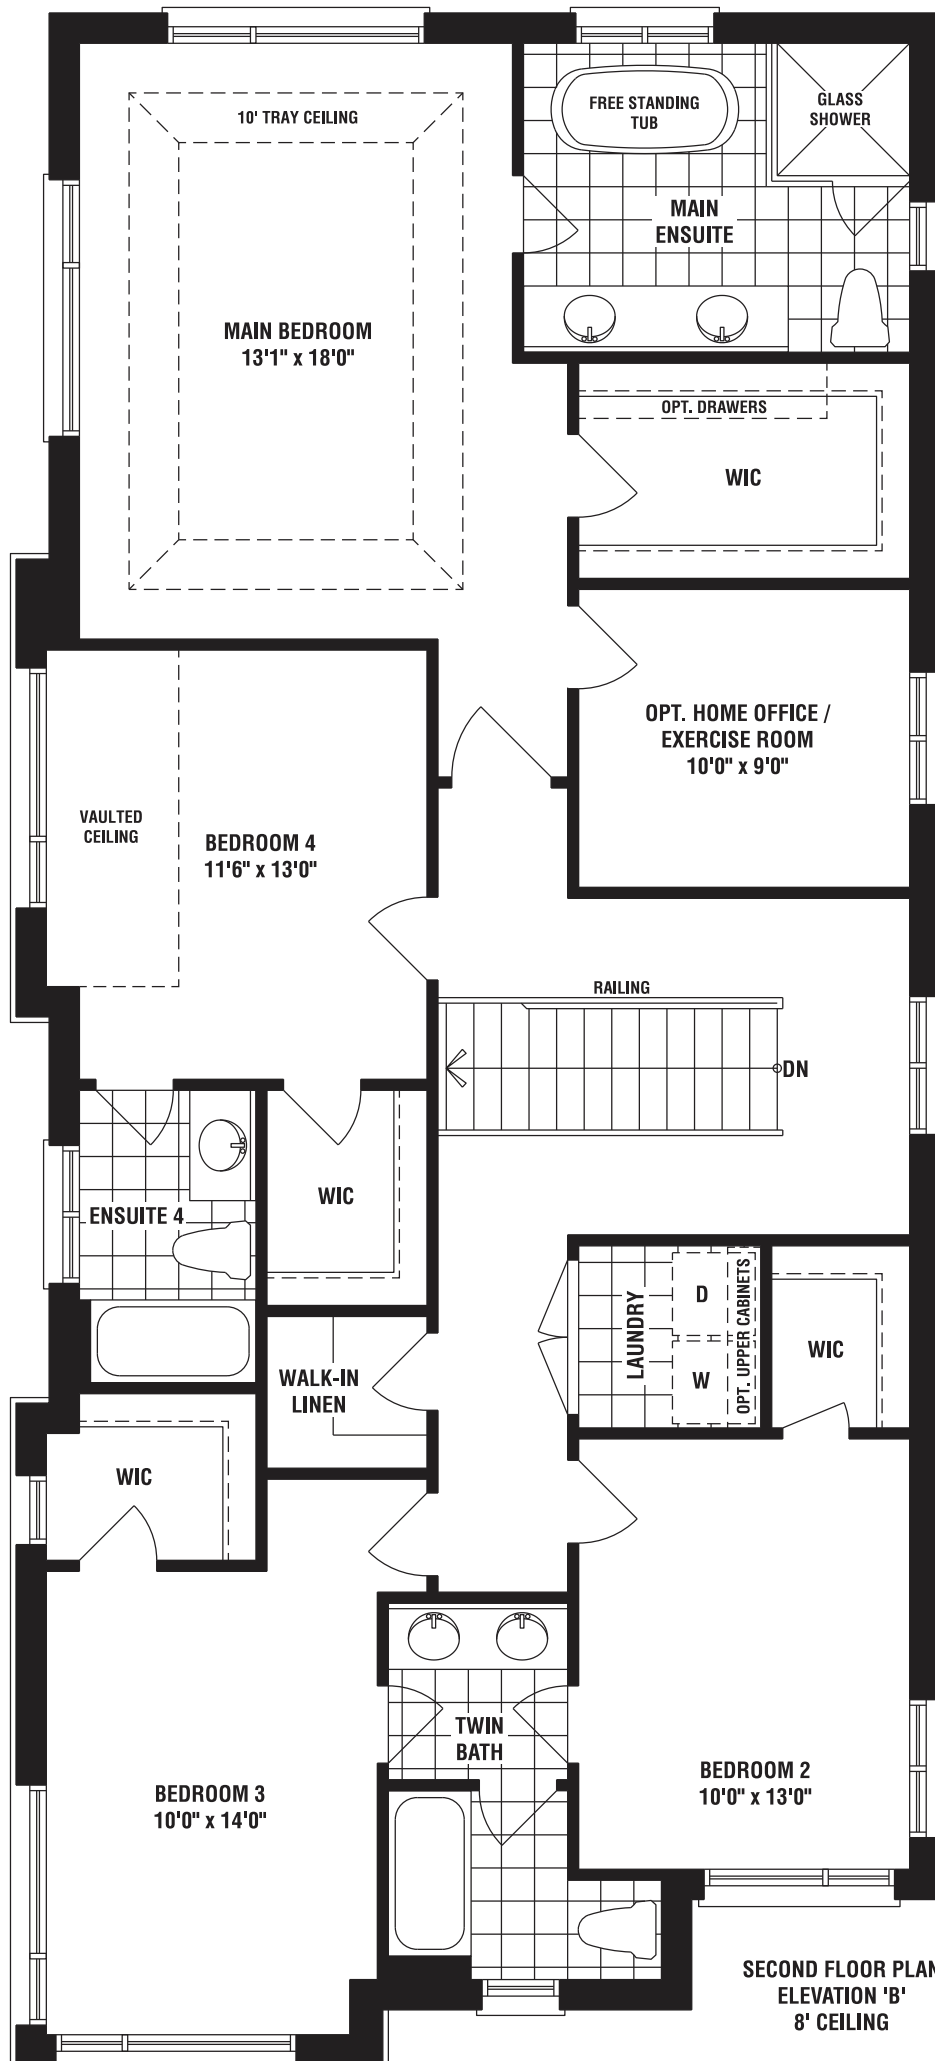 10' TRAY CEILING
FREE STANDING
TUB
GLASS
SHOWER
MAIN
ENSUITE
MAIN BEDROOM
13'1" x 18'0"
OPT. DRAWERS
WIC
OPT. HOME OFFICE /
EXERCISE ROOM
10'0" x 9'0"
VAULTED
CEILING
BEDROOM 4
11'6" x 13'0"
RAILING
DN
WIC
ENSUITE 4
LAUNDRY
D
W
OPT. UPPER CABINETS
WIC
WALK-IN
LINEN
WIC
TWIN
BATH
BEDROOM 3
10'0" x 14'0"
BEDROOM 2
10'0" x 13'0"
SECOND FLOOR PLAN
ELEVATION 'B'
8' CEILING